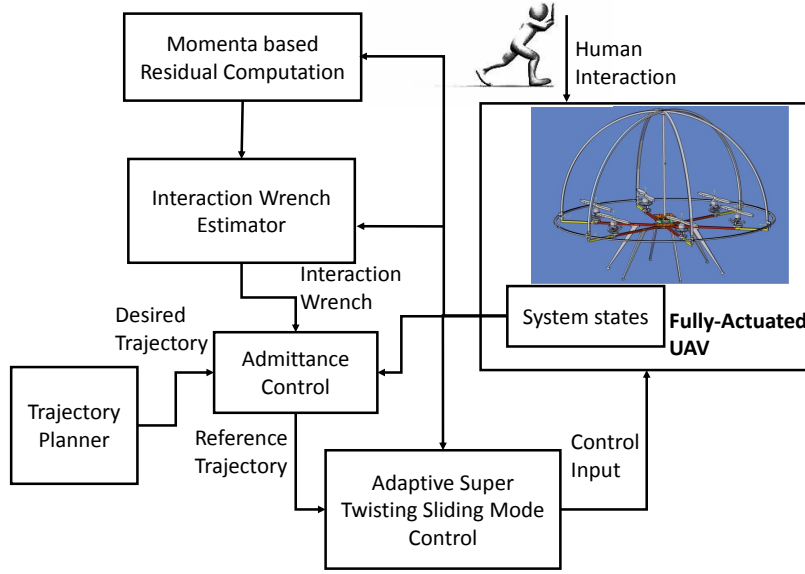 Momenta based
Residual Computation
Human
Interaction
Interaction Wrench
Estimator
Interaction
Wrench
Desired
Trajectory
System states
Fully-Actuated
UAV
Admittance
Control
Trajectory
Planner
Reference
Trajectory
Control
Input
Adaptive Super
Twisting Sliding Mode
Control